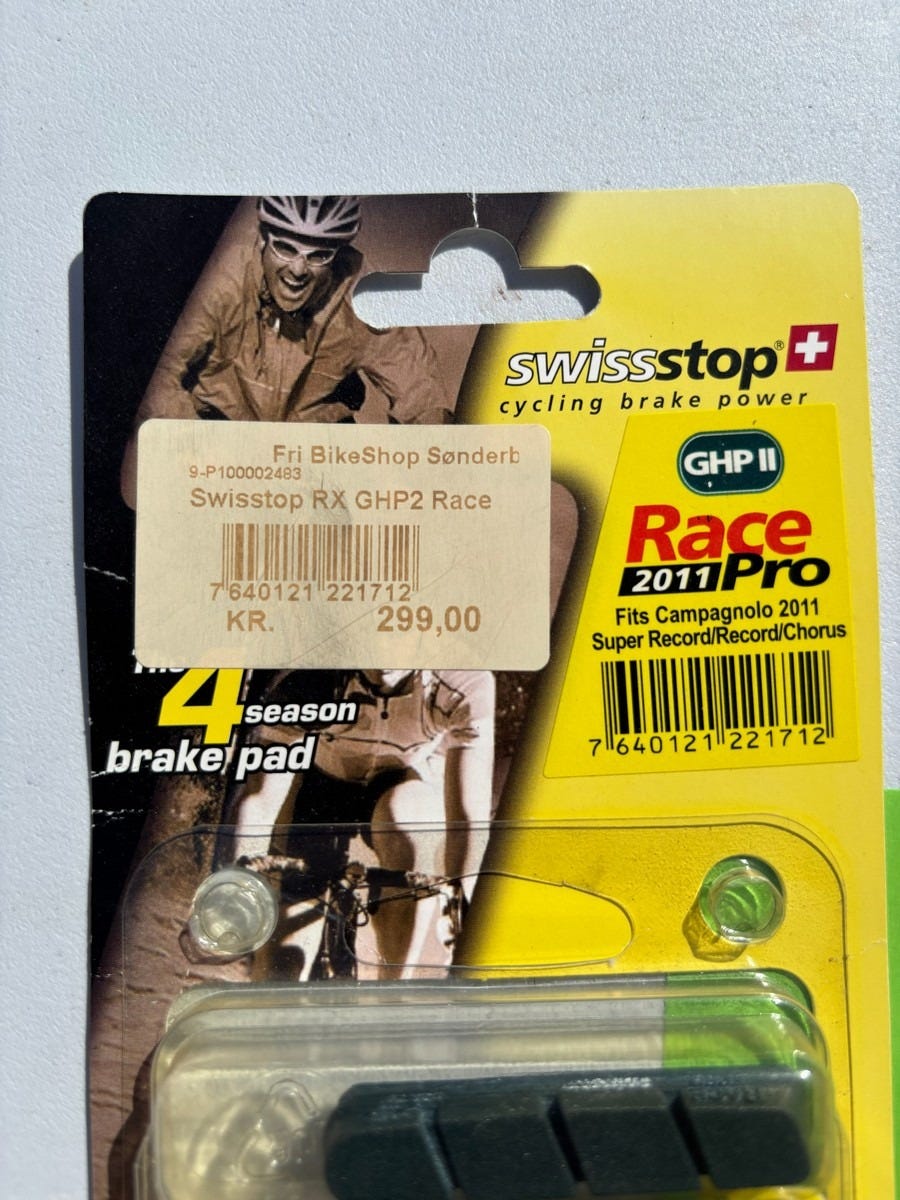 swissstop®
cycling brake power
Fri BikeShop Sønderb
9-P100002483
Swisstop RX GHP2 Race
7 640121 221712
KR. 299,00
GHP II
Race
2011 Pro
Fits Campagnolo 2011
Super Record/Record/Chorus
7 640121 221712
4 season
brake pad